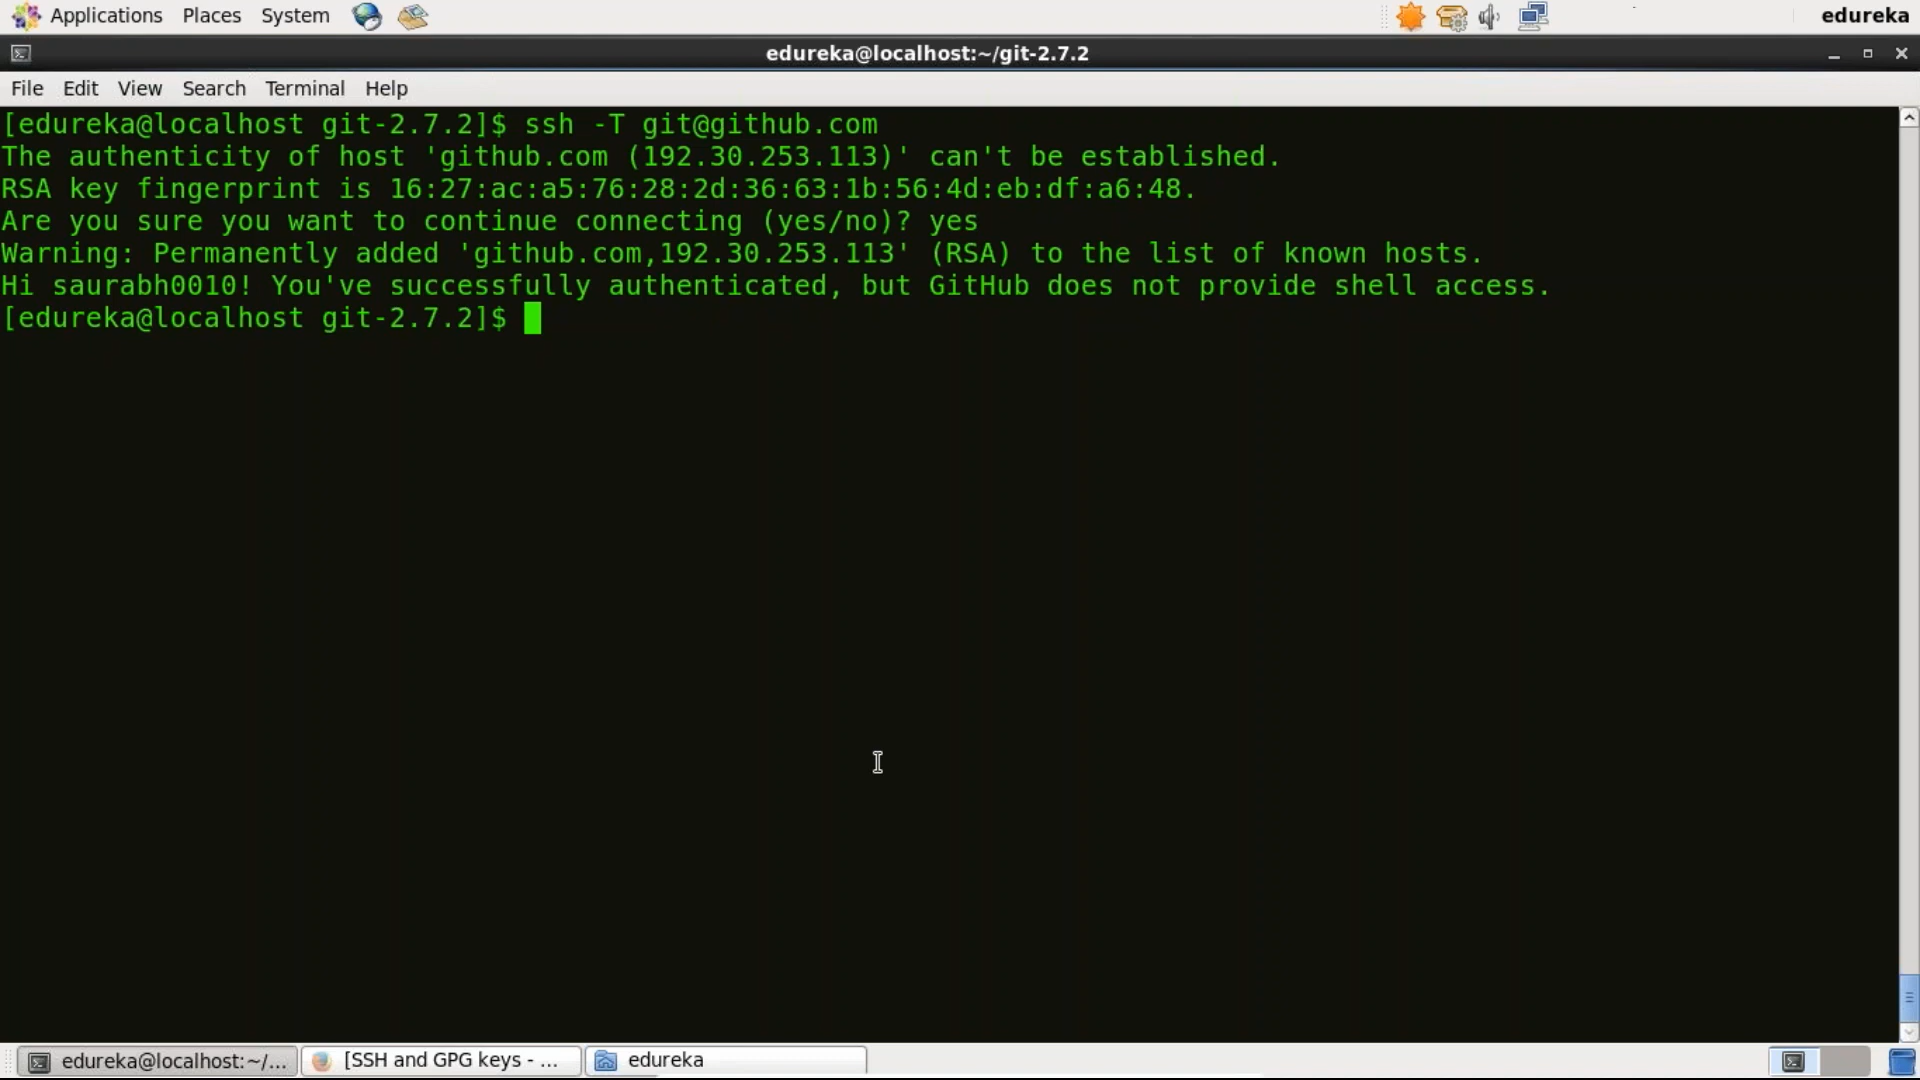 Applications Places System edureka
edureka@localhost:~/git-2.7.2
File Edit View Search Terminal Help
[edureka@localhost git-2.7.2]$ ssh -T git@github.com
The authenticity of host 'github.com (192.30.253.113)' can't be established.
RSA key fingerprint is 16:27:ac:a5:76:28:2d:36:63:1b:56:4d:eb:df:a6:48.
Are you sure you want to continue connecting (yes/no)? yes
Warning: Permanently added 'github.com,192.30.253.113' (RSA) to the list of known hosts.
Hi saurabh0010! You've successfully authenticated, but GitHub does not provide shell access.
[edureka@localhost git-2.7.2]$
edureka@localhost:~/... [SSH and GPG keys - ... edureka